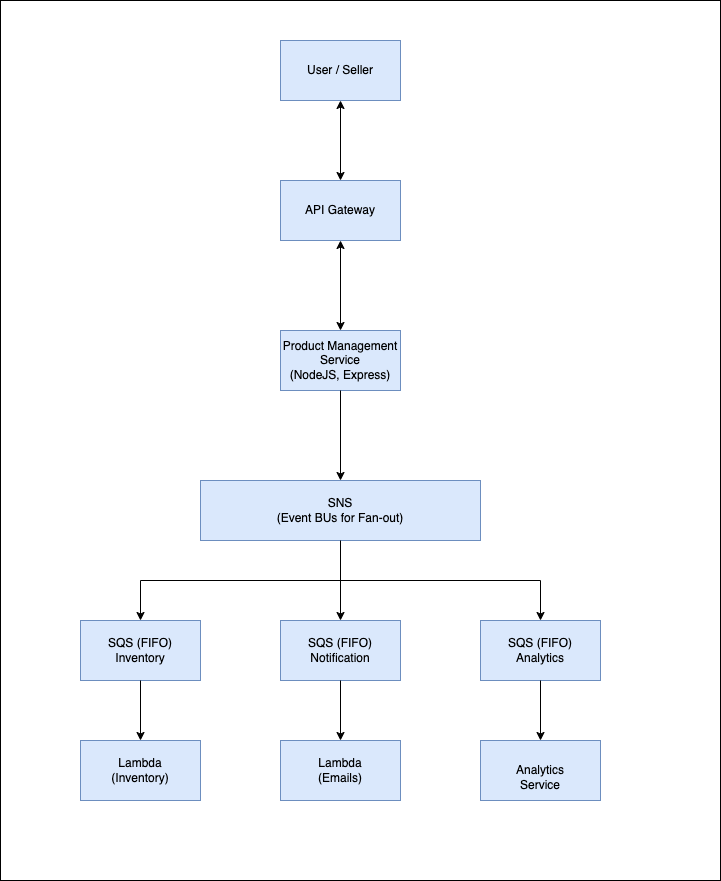 User / Seller
API Gateway
Product Management
Service
(NodeJS, Express)
SNS
(Event BUs for Fan-out)
SQS (FIFO)
Inventory
SQS (FIFO)
Notification
SQS (FIFO)
Analytics
Lambda
(Inventory)
Lambda
(Emails)
Analytics
Service